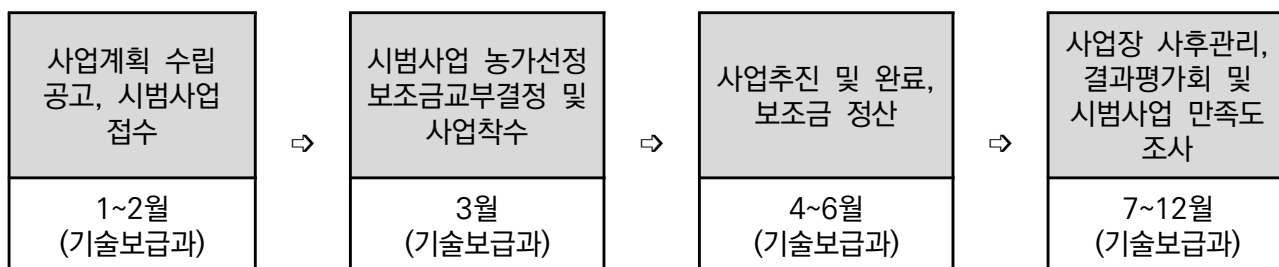 사업계획 수립
공고, 시범사업
접수
1~2월
(기술보급과)
⇨
시범사업 농가선정
보조금교부결정 및
사업착수
3월
(기술보급과)
⇨
사업추진 및 완료,
보조금 정산
4~6월
(기술보급과)
⇨
사업장 사후관리,
결과평가회 및
시범사업 만족도
조사
7~12월
(기술보급과)